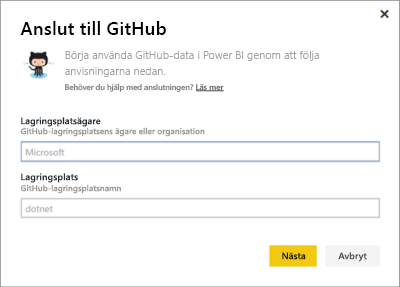 Anslut till GitHub
Börja använda GitHub-data i Power BI genom att följa
anvisningarna nedan.
Behöver du hjälp med anslutningen? Läs mer
Lagringsplatsägare
GitHub-lagringsplatsens ägare eller organisation
Microsoft
Lagringsplats
GitHub-lagringsplatsnamn
dotnet
Nästa Avbryt